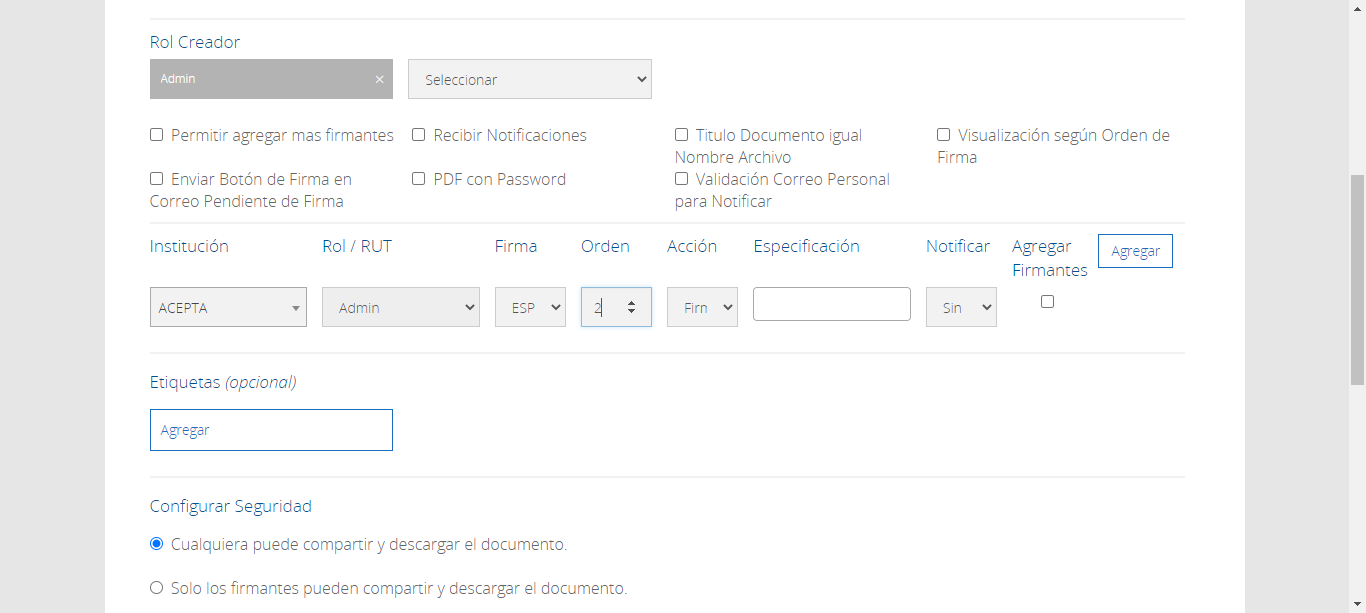 Rol Creador
Admin × Seleccionar
Permitir agregar mas firmantes Recibir Notificaciones Titulo Documento igual Nombre Archivo Visualización según Orden de Firma
Enviar Botón de Firma en Correo Pendiente de Firma PDF con Password Validación Correo Personal para Notificar
Institución Rol / RUT Firma Orden Acción Especificación Notificar Agregar Firmantes Agregar
ACEPTA Admin ESP 2 Firn Sin
Etiquetas (opcional)
Agregar
Configurar Seguridad
Cualquiera puede compartir y descargar el documento.
Solo los firmantes pueden compartir y descargar el documento.